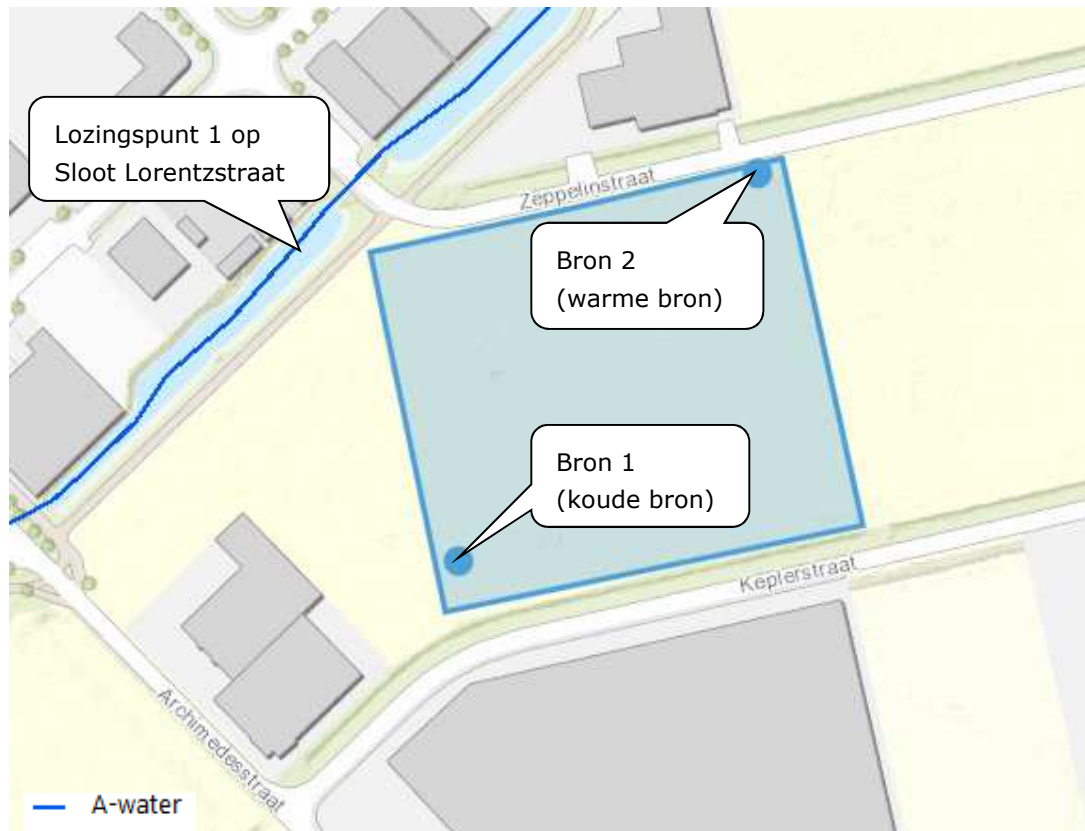 Lozingspunt 1 op
Sloot Lorentzstraat
Zeppelinstraat
Bron 2
(warme bron)
Bron 1
(koude bron)
Keplerstraat
Archimedesstraat
A-water